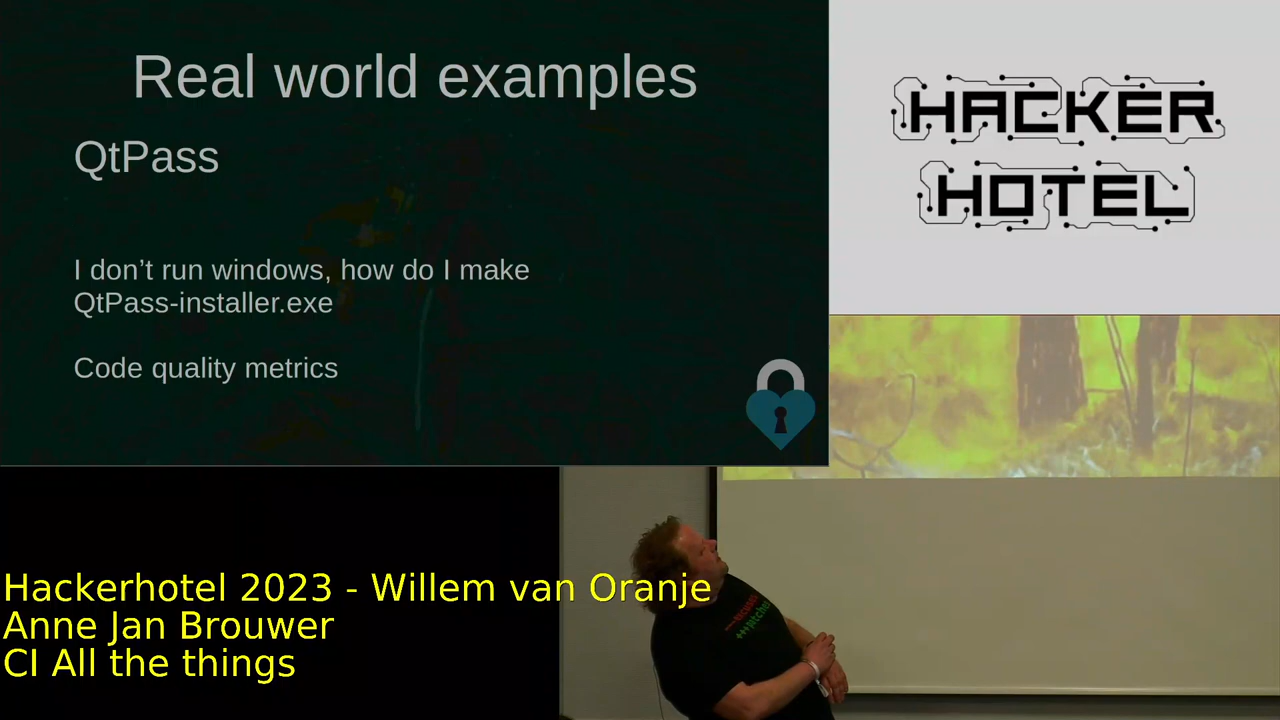 Real world examples
QtPass
I don’t run windows, how do I make
QtPass-installer.exe
Code quality metrics
HACKER
HOTEL
Hackerhotel 2023 - Willem van Oranje
Anne Jan Brouwer
CI All the things